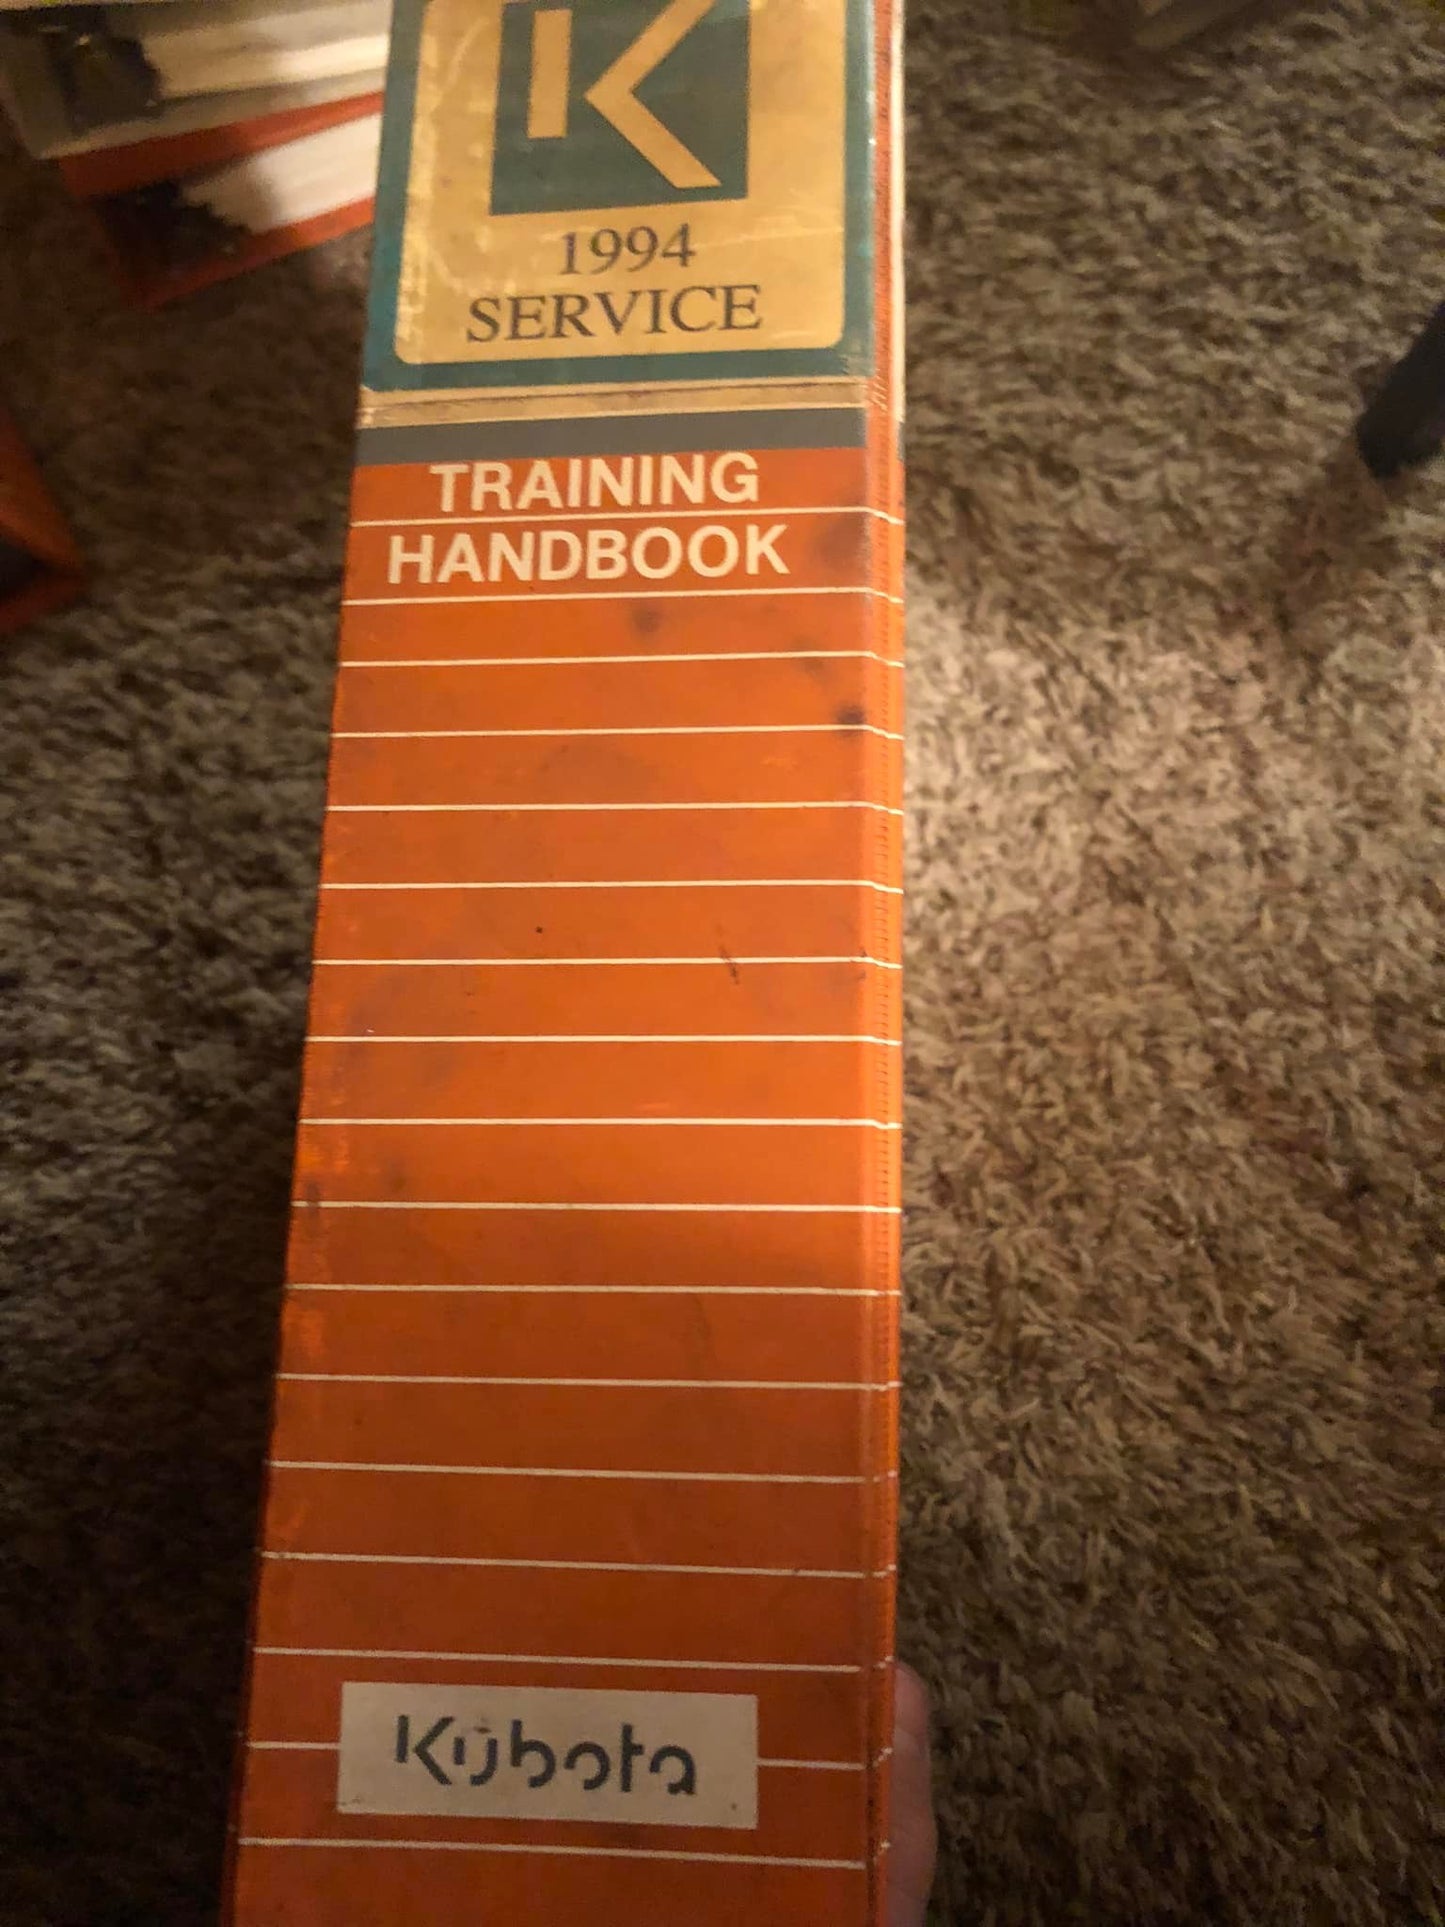 K
1994
SERVICE
TRAINING
HANDBOOK
Kubota